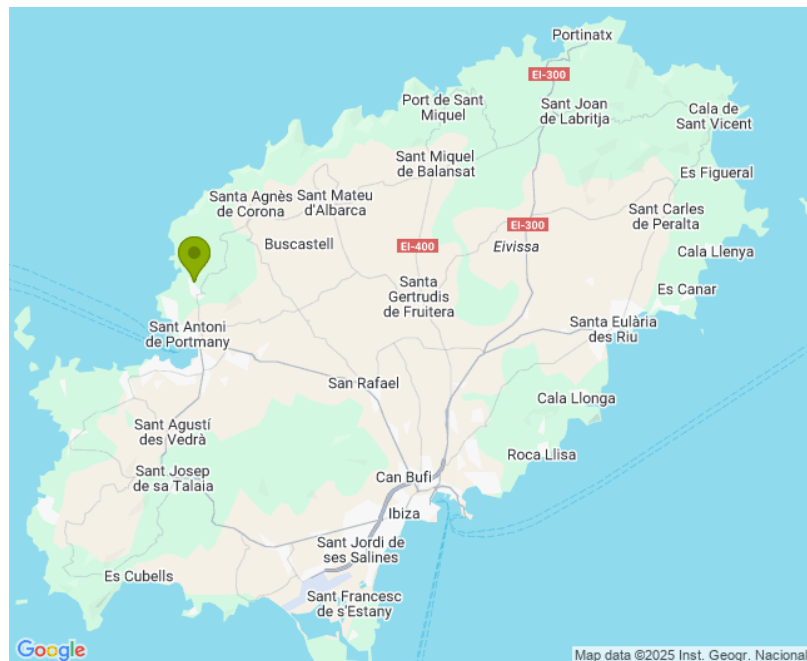 Portinatx
EI-300
Port de Sant
Miquel
Sant Joan
de Labritja
Cala de
Sant Vicent
Sant Miquel
de Balansat
Es Figueral
Santa Agnès
de Corona
Sant Mateu
d'Albarca
Sant Carles
de Peralta
EI-300
Buscastell
EI-400
Eivissa
Cala Llenya
Santa
Gertrudis
de Fruitera
Es Canar
Sant Antoni
de Portmany
Santa Eulària
des Riu
San Rafael
Cala Llonga
Sant Agustí
des Vedrà
Roca Llisa
Sant Josep
de sa Talaia
Can Bufi
Ibiza
Sant Jordi de
ses Salines
Es Cubells
Sant Francesc
de s'Estany
Google
Map data ©2025 Inst. Geogr. Nacional